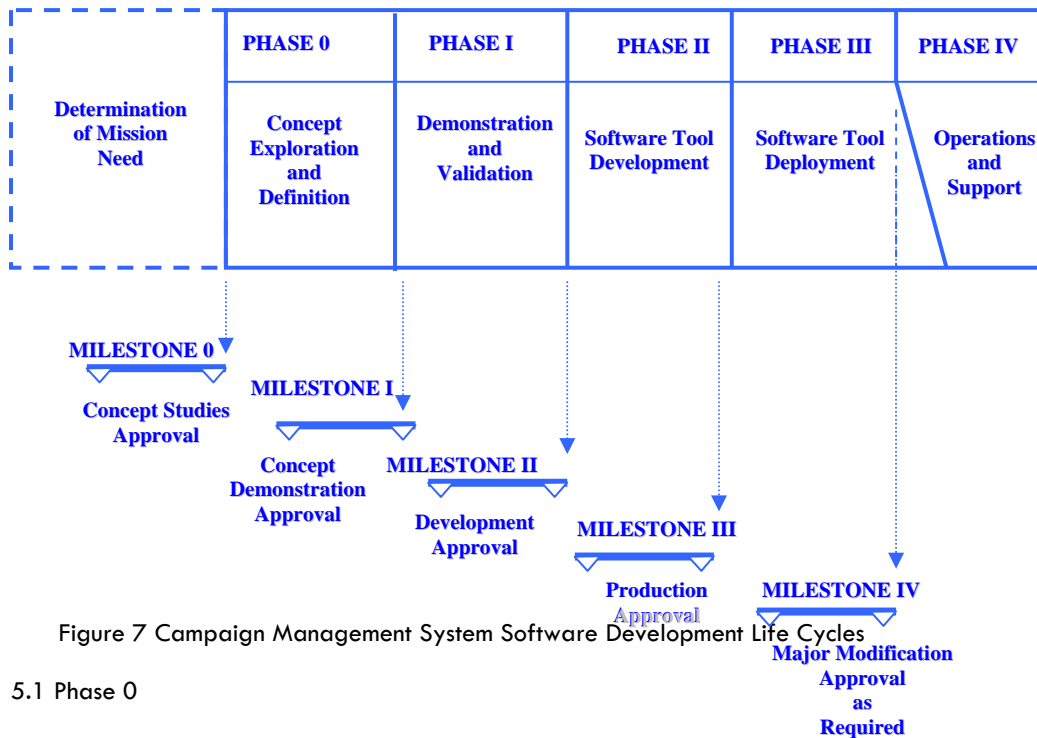 PHASE 0
PHASE I
PHASE II
PHASE III
PHASE IV
Determination
of Mission
Need
Concept
Exploration
and
Definition
Demonstration
and
Validation
Software Tool
Development
Software Tool
Deployment
Operations
and
Support
MILESTONE 0
Concept Studies
Approval
MILESTONE I
Concept
Demonstration
Approval
MILESTONE II
Development
Approval
MILESTONE III
Production
Approval
MILESTONE IV
Major Modification
Approval
as
Required
Figure 7 Campaign Management System Software Development Life Cycles
5.1 Phase 0